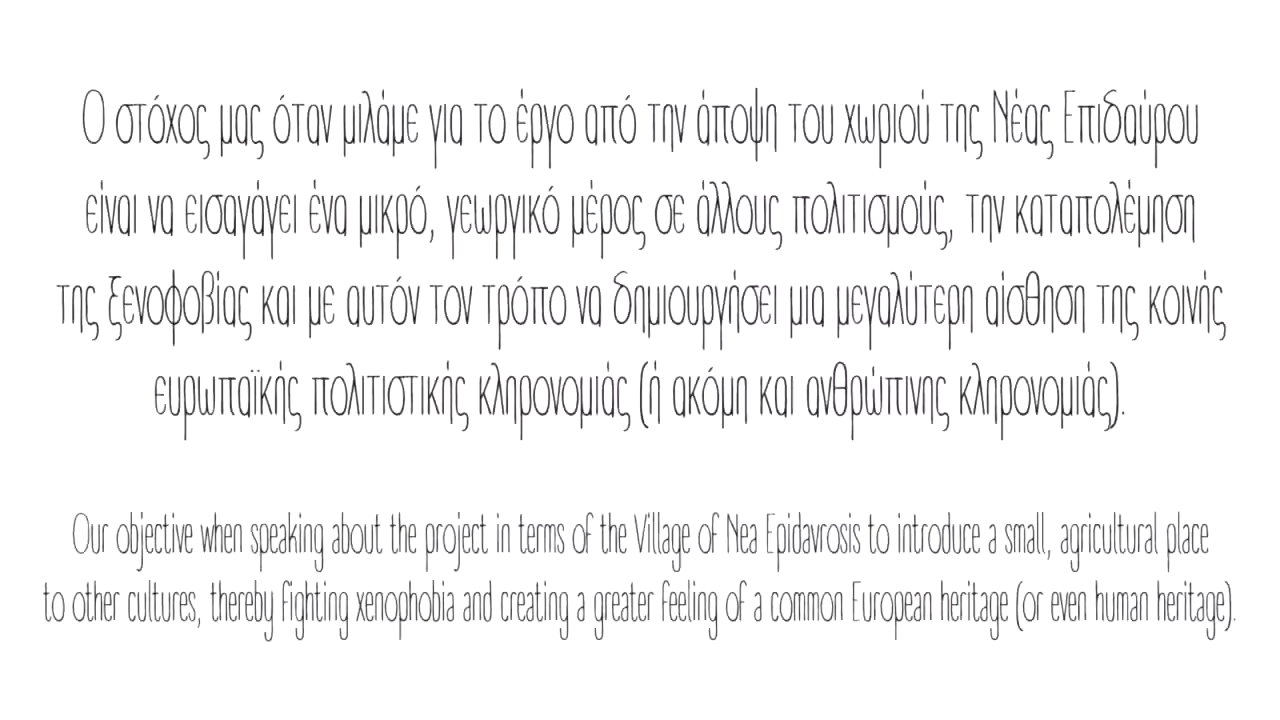 Ο στόχος μας όταν μιλάμε για το έργο από την άποψη του χωριού της Νέας Επιδαύρου
είναι να εισαγάγει ένα μικρό, γεωργικό μέρος σε άλλους πολιτισμούς, την καταπολέμηση
της ξενοφοβίας και με αυτόν τον τρόπο να δημιουργήσει μια μεγαλύτερη αίσθηση της κοινής
ευρωπαϊκής πολιτιστικής κληρονομιάς (ή ακόμη και ανθρώπινης κληρονομιάς).
Our objective when speaking about the project in terms of the Village of Nea Epidavrosis to introduce a small, agricultural place
to other cultures, thereby fighting xenophobia and creating a greater feeling of a common European heritage (or even human heritage).